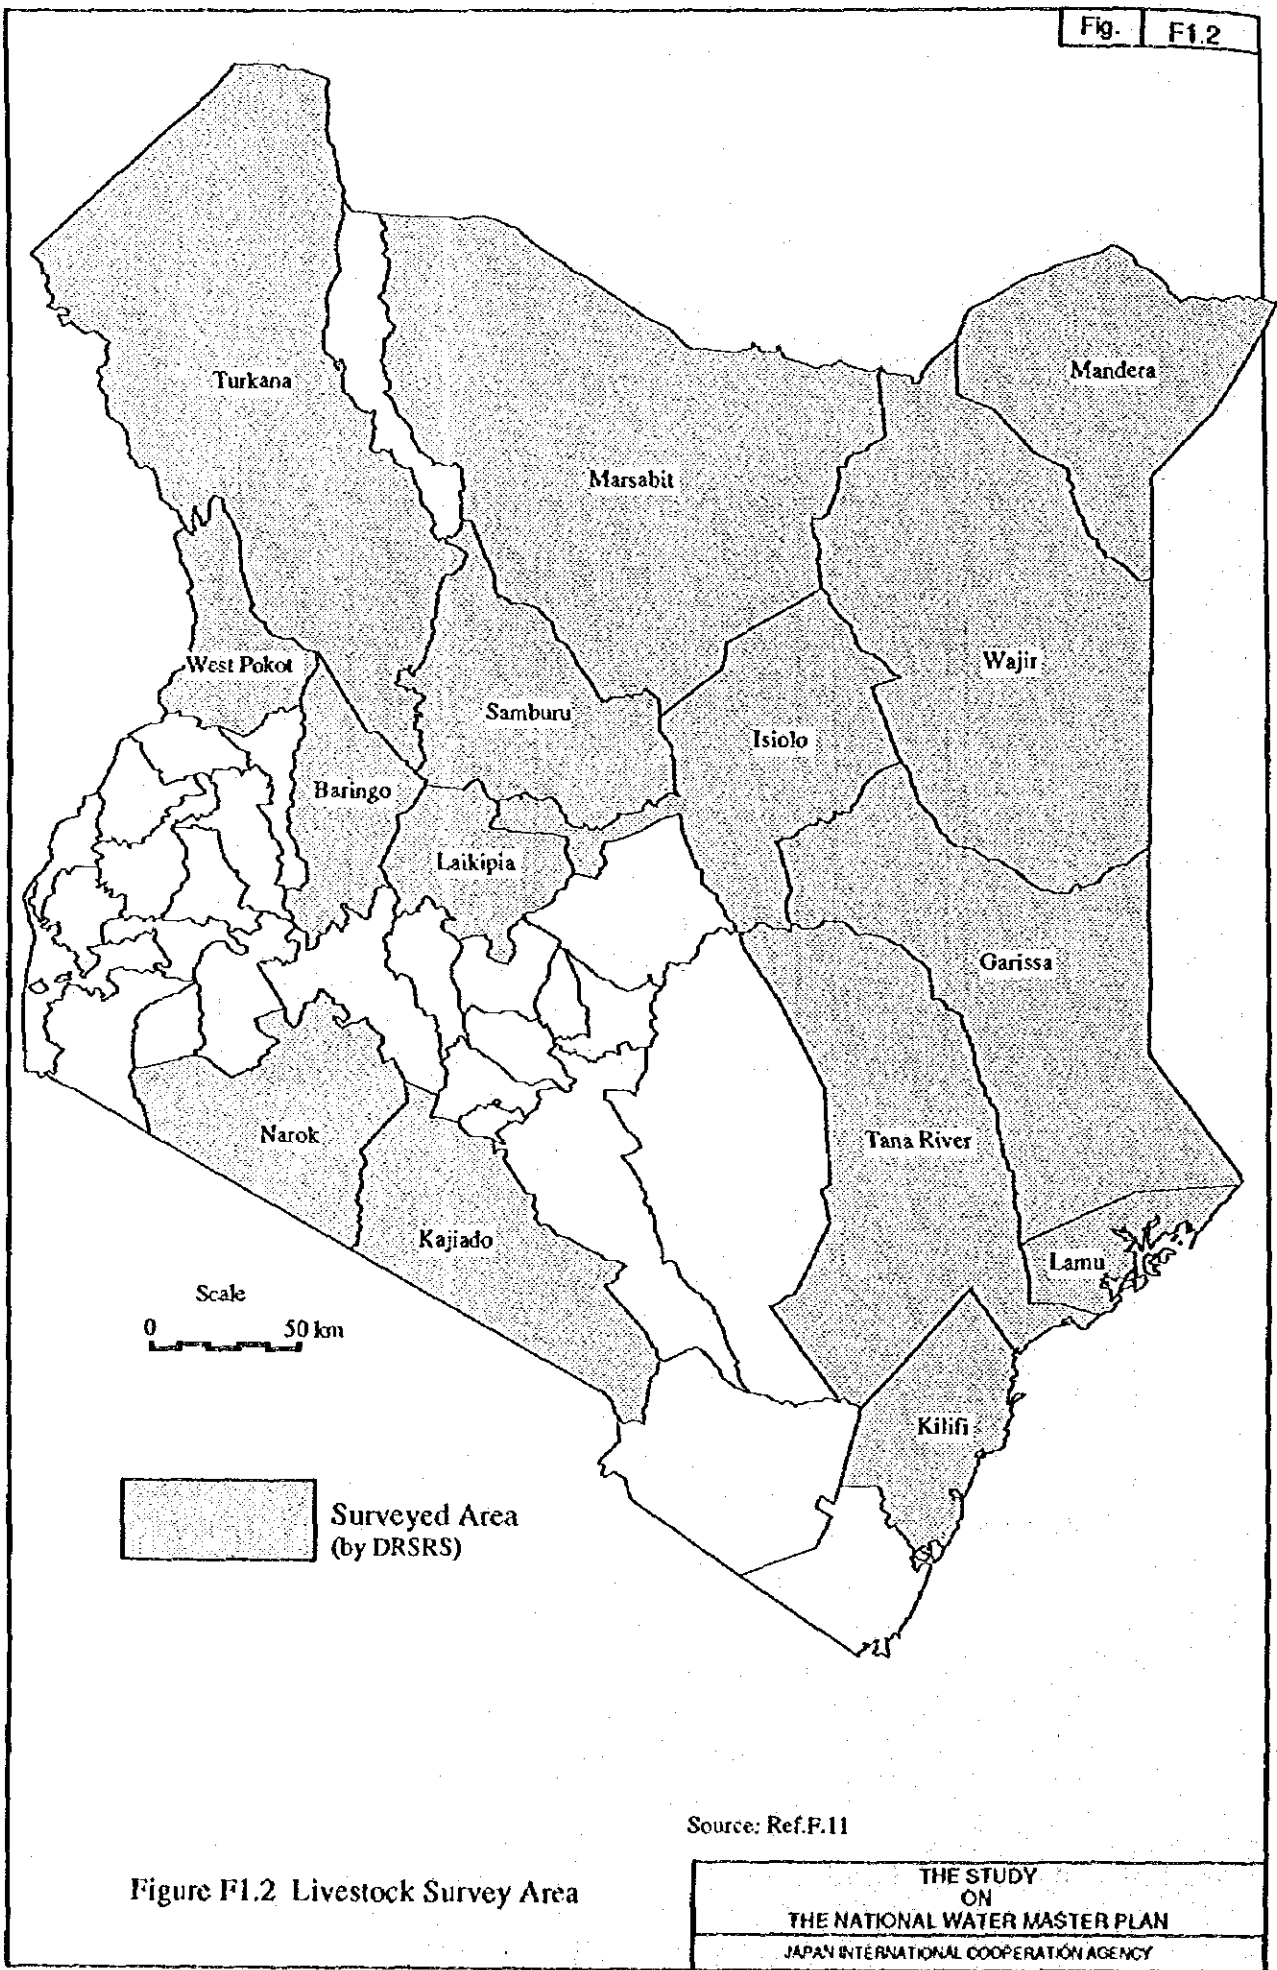 Fig. F1.2
Turkana
Mandera
Marsabit
West Pokot
Wajir
Samburu
Isiolo
Baringo
Laikipia
Garissa
Narok
Tana River
Kajiado
Lamu
Scale
0 50 km
Kilifi
Surveyed Area
(by DRSRS)
Source: Ref.F.11
Figure F1.2 Livestock Survey Area
THE STUDY
ON
THE NATIONAL WATER MASTER PLAN
JAPAN INTERNATIONAL COOPERATION AGENCY